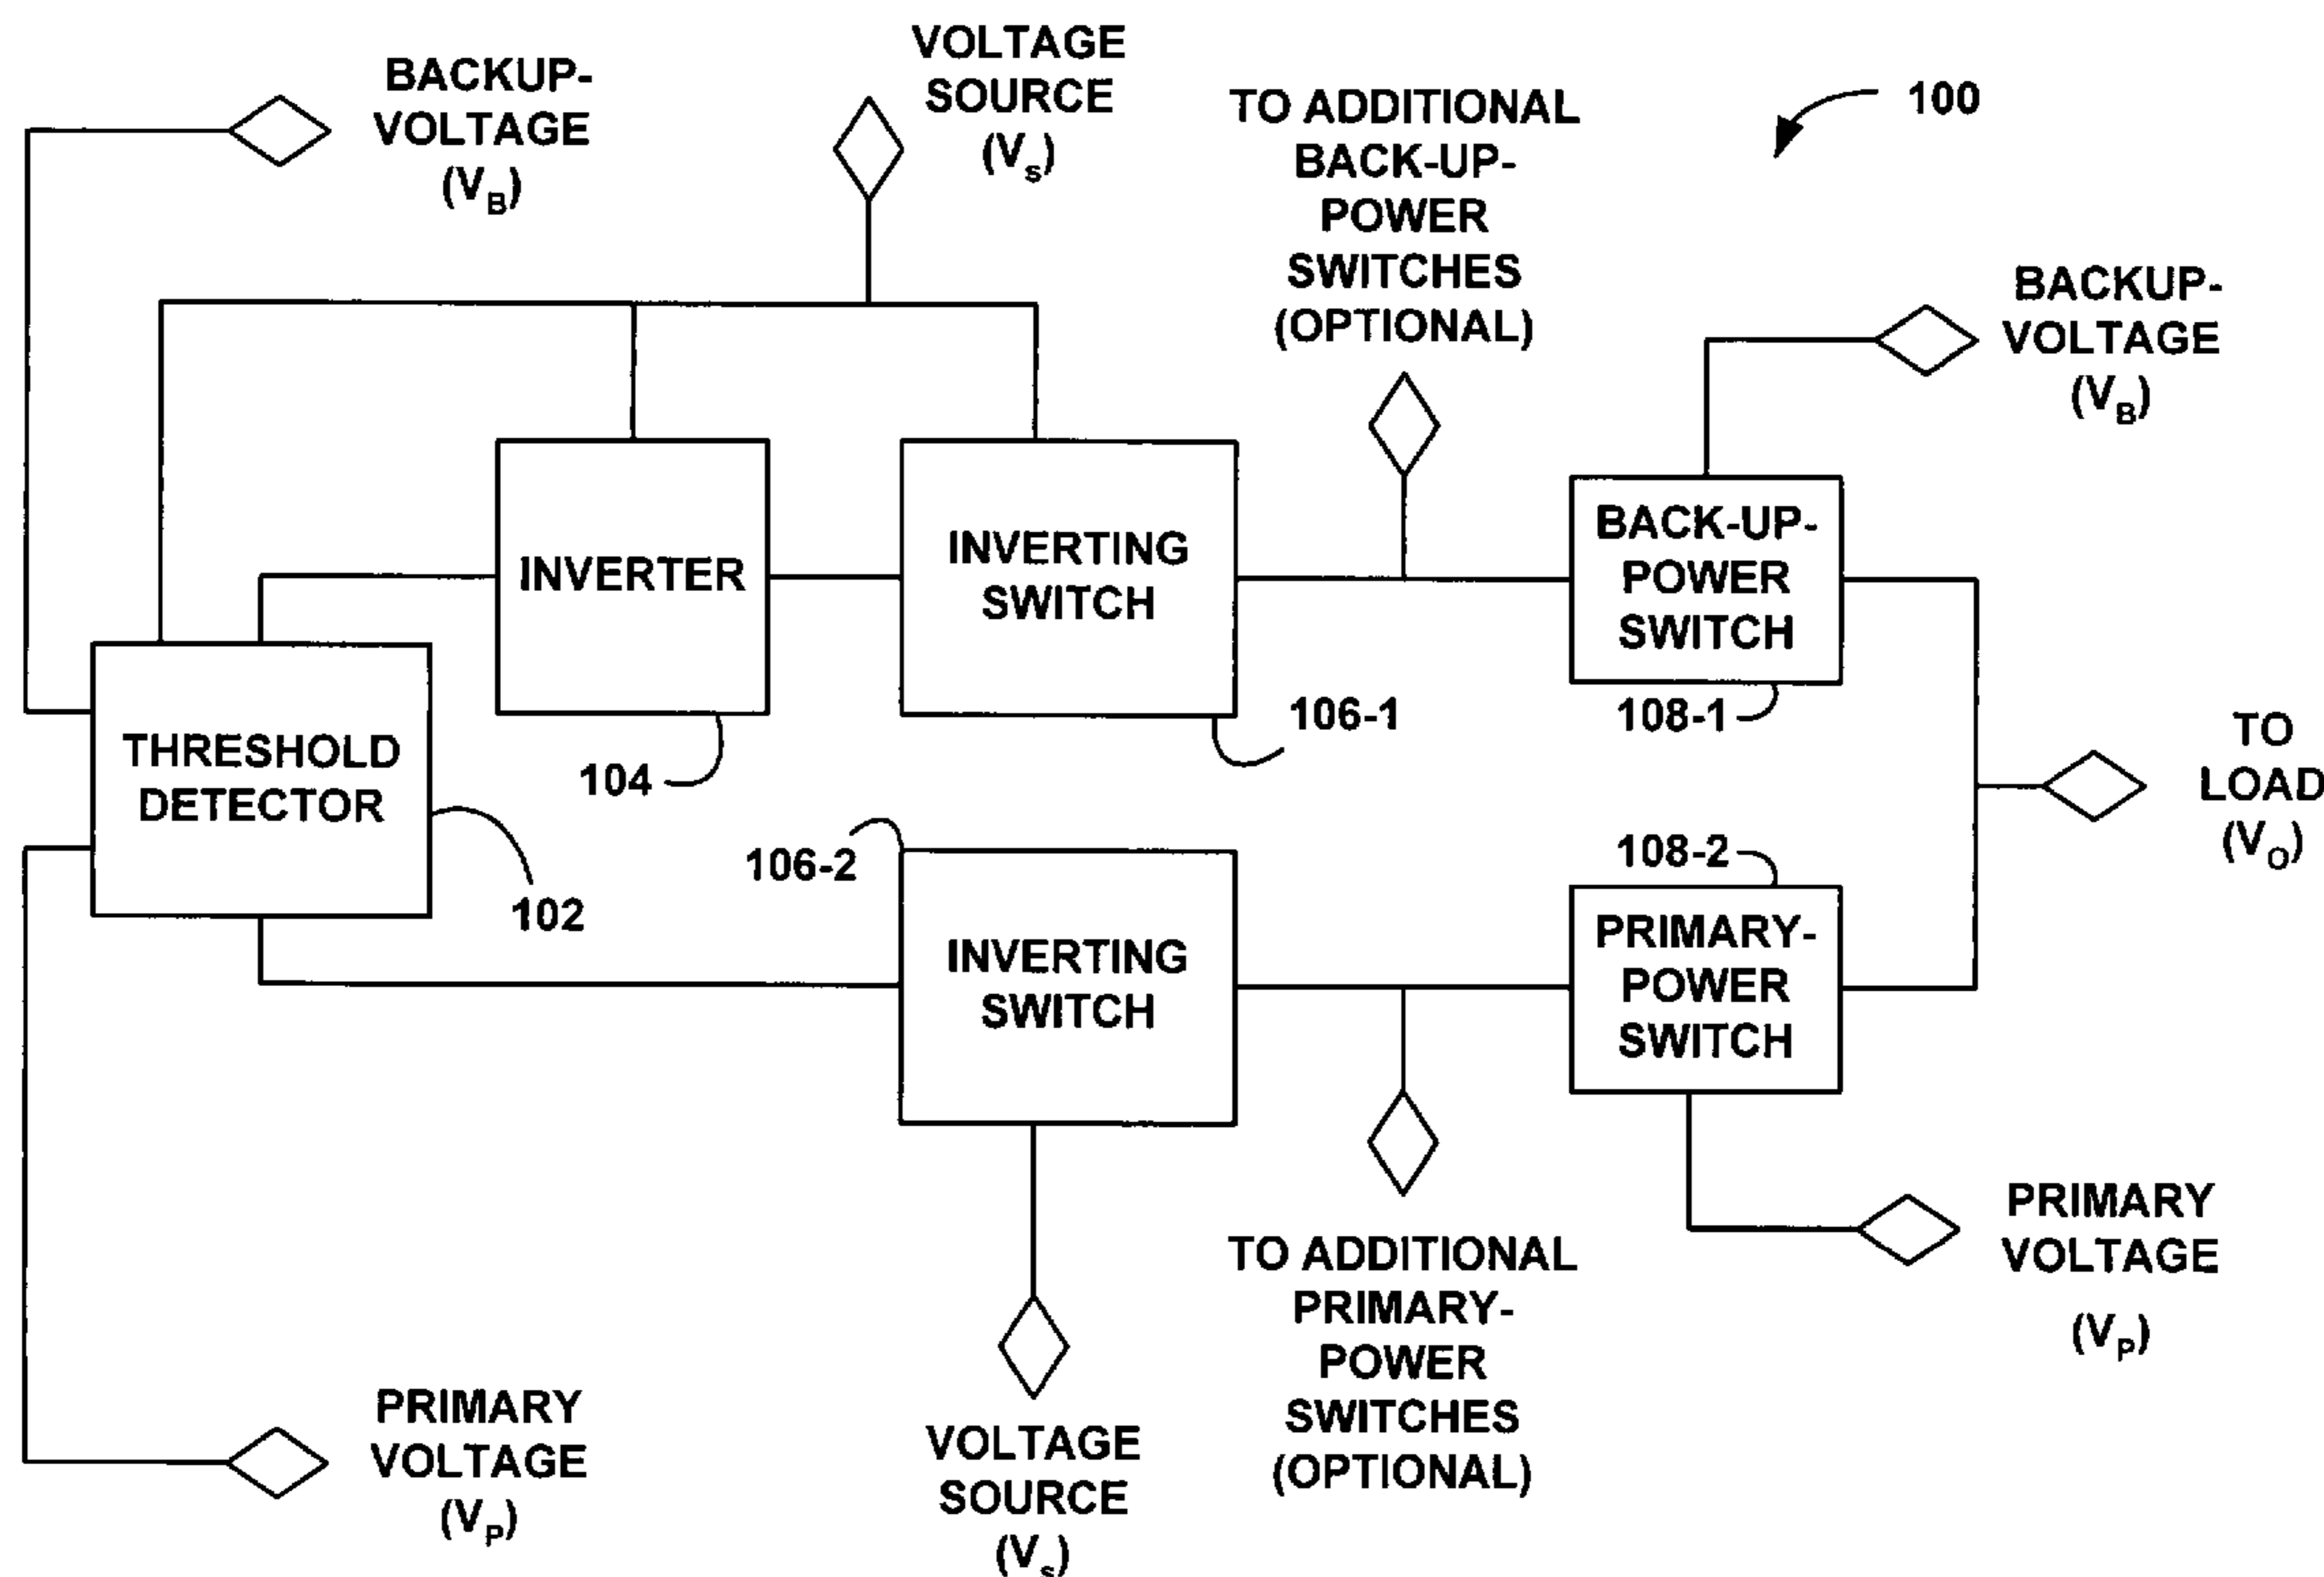 BACKUP-
VOLTAGE
(VB)
VOLTAGE
SOURCE
(Vs)
TO ADDITIONAL
BACK-UP-
POWER
SWITCHES
(OPTIONAL)
100
BACKUP-
VOLTAGE
(VB)
INVERTER
104
INVERTING
SWITCH
106-1
BACK-UP-
POWER
SWITCH
108-1
THRESHOLD
DETECTOR
102
TO
LOAD
(VO)
106-2
INVERTING
SWITCH
108-2
PRIMARY-
POWER
SWITCH
PRIMARY
VOLTAGE
(VP)
VOLTAGE
SOURCE
(Vs)
TO ADDITIONAL
PRIMARY-
POWER
SWITCHES
(OPTIONAL)
PRIMARY
VOLTAGE
(VP)